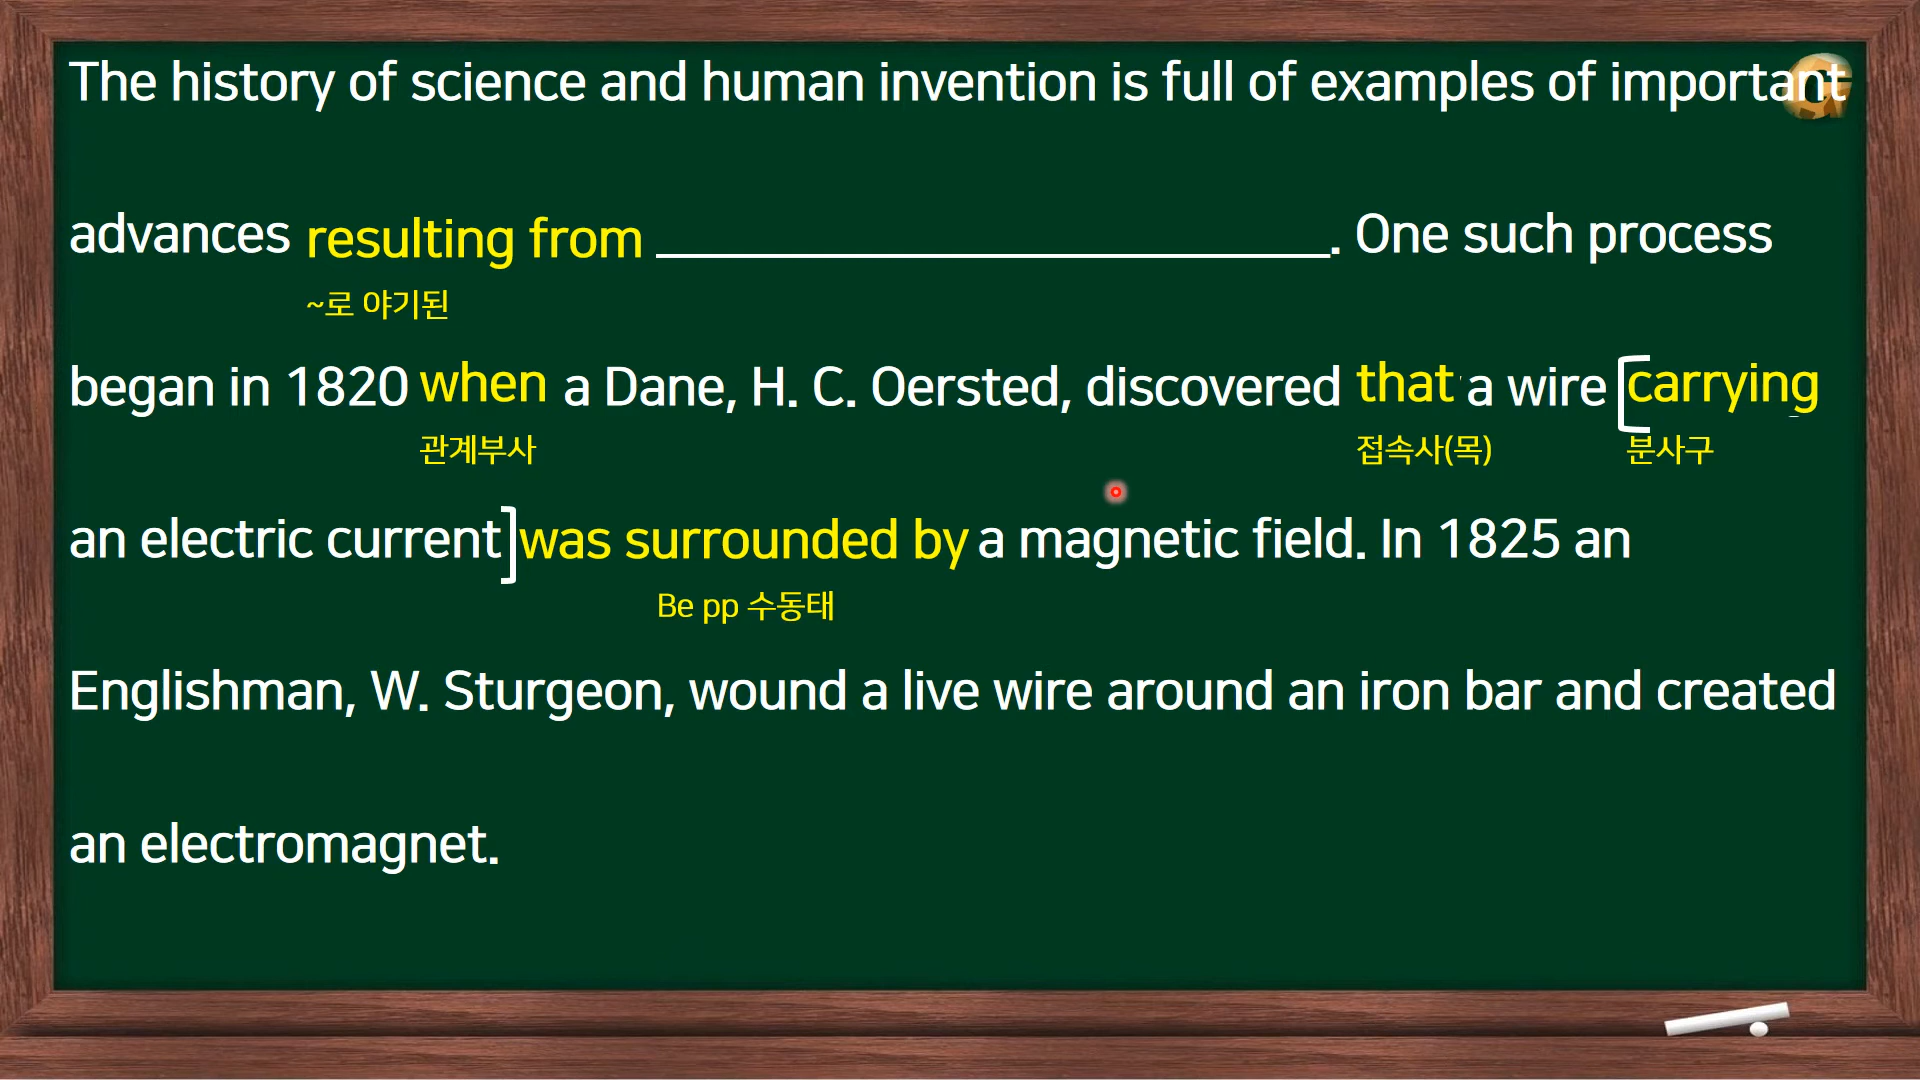 The history of science and human invention is full of examples of important
advances resulting from ____________________. One such process
~로 야기된
began in 1820 when a Dane, H. C. Oersted, discovered that a wire [carrying
관계부사 접속사(목) 분사구
an electric current] was surrounded by a magnetic field. In 1825 an
Be pp 수동태
Englishman, W. Sturgeon, wound a live wire around an iron bar and created
an electromagnet.